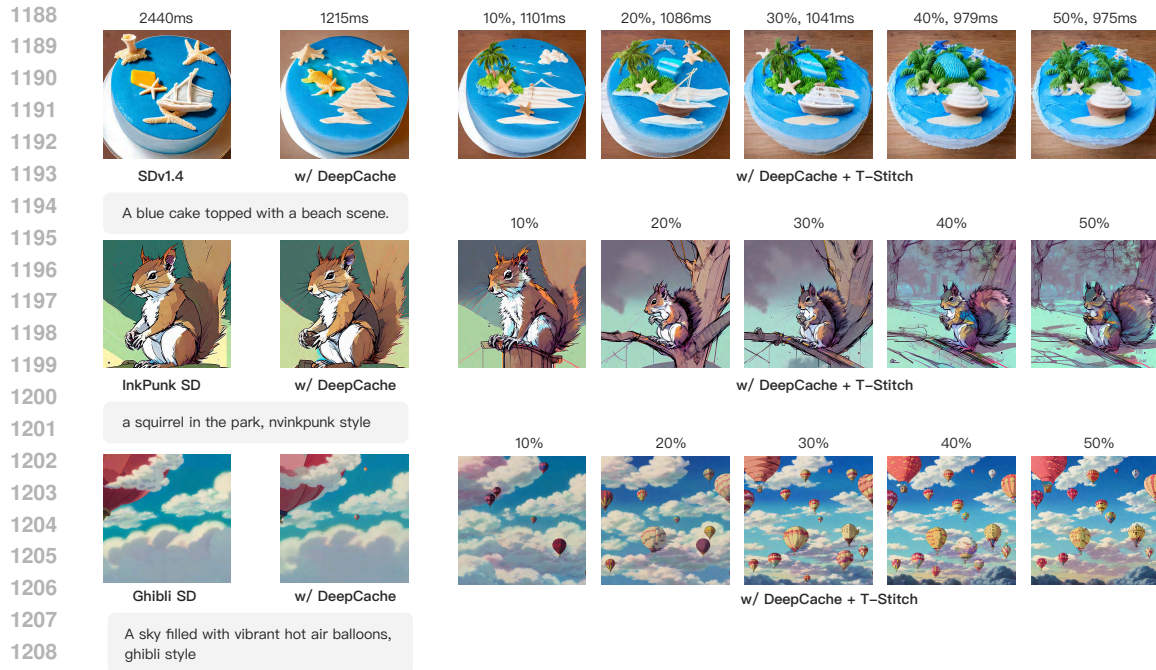 1188
1189
1190
1191
1192
1193
1194
1195
1196
1197
1198
1199
1200
1201
1202
1203
1204
1205
1206
1207
1208
2440ms 1215ms 10%, 1101ms 20%, 1086ms 30%, 1041ms 40%, 979ms 50%, 975ms
SDv1.4 w/ DeepCache w/ DeepCache + T-Stitch
A blue cake topped with a beach scene.
10% 20% 30% 40% 50%
InkPunk SD w/ DeepCache w/ DeepCache + T-Stitch
a squirrel in the park, nvinkpunk style
10% 20% 30% 40% 50%
Ghibli SD w/ DeepCache w/ DeepCache + T-Stitch
A sky filled with vibrant hot air balloons,
ghibli style